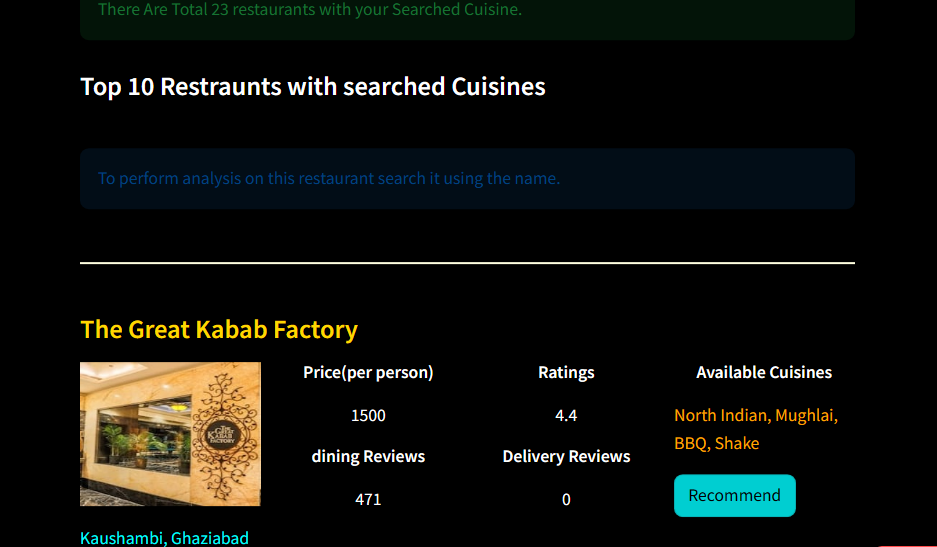 There Are Total 23 restaurants with your Searched Cuisine.
Top 10 Restraunts with searched Cuisines
To perform analysis on this restaurant search it using the name.
The Great Kabab Factory
Price(per person)
Ratings
Available Cuisines
1500
4.4
North Indian, Mughlai,
BBQ, Shake
dining Reviews
Delivery Reviews
471
0
Recommend
The
Great
Kabab
Factory
Kaushambi, Ghaziabad